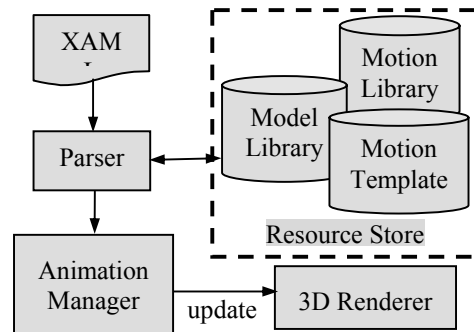 XAM
Motion
Library
Model
Library
Parser
Motion
Template
Resource Store
Animation
Manager
update
3D Renderer